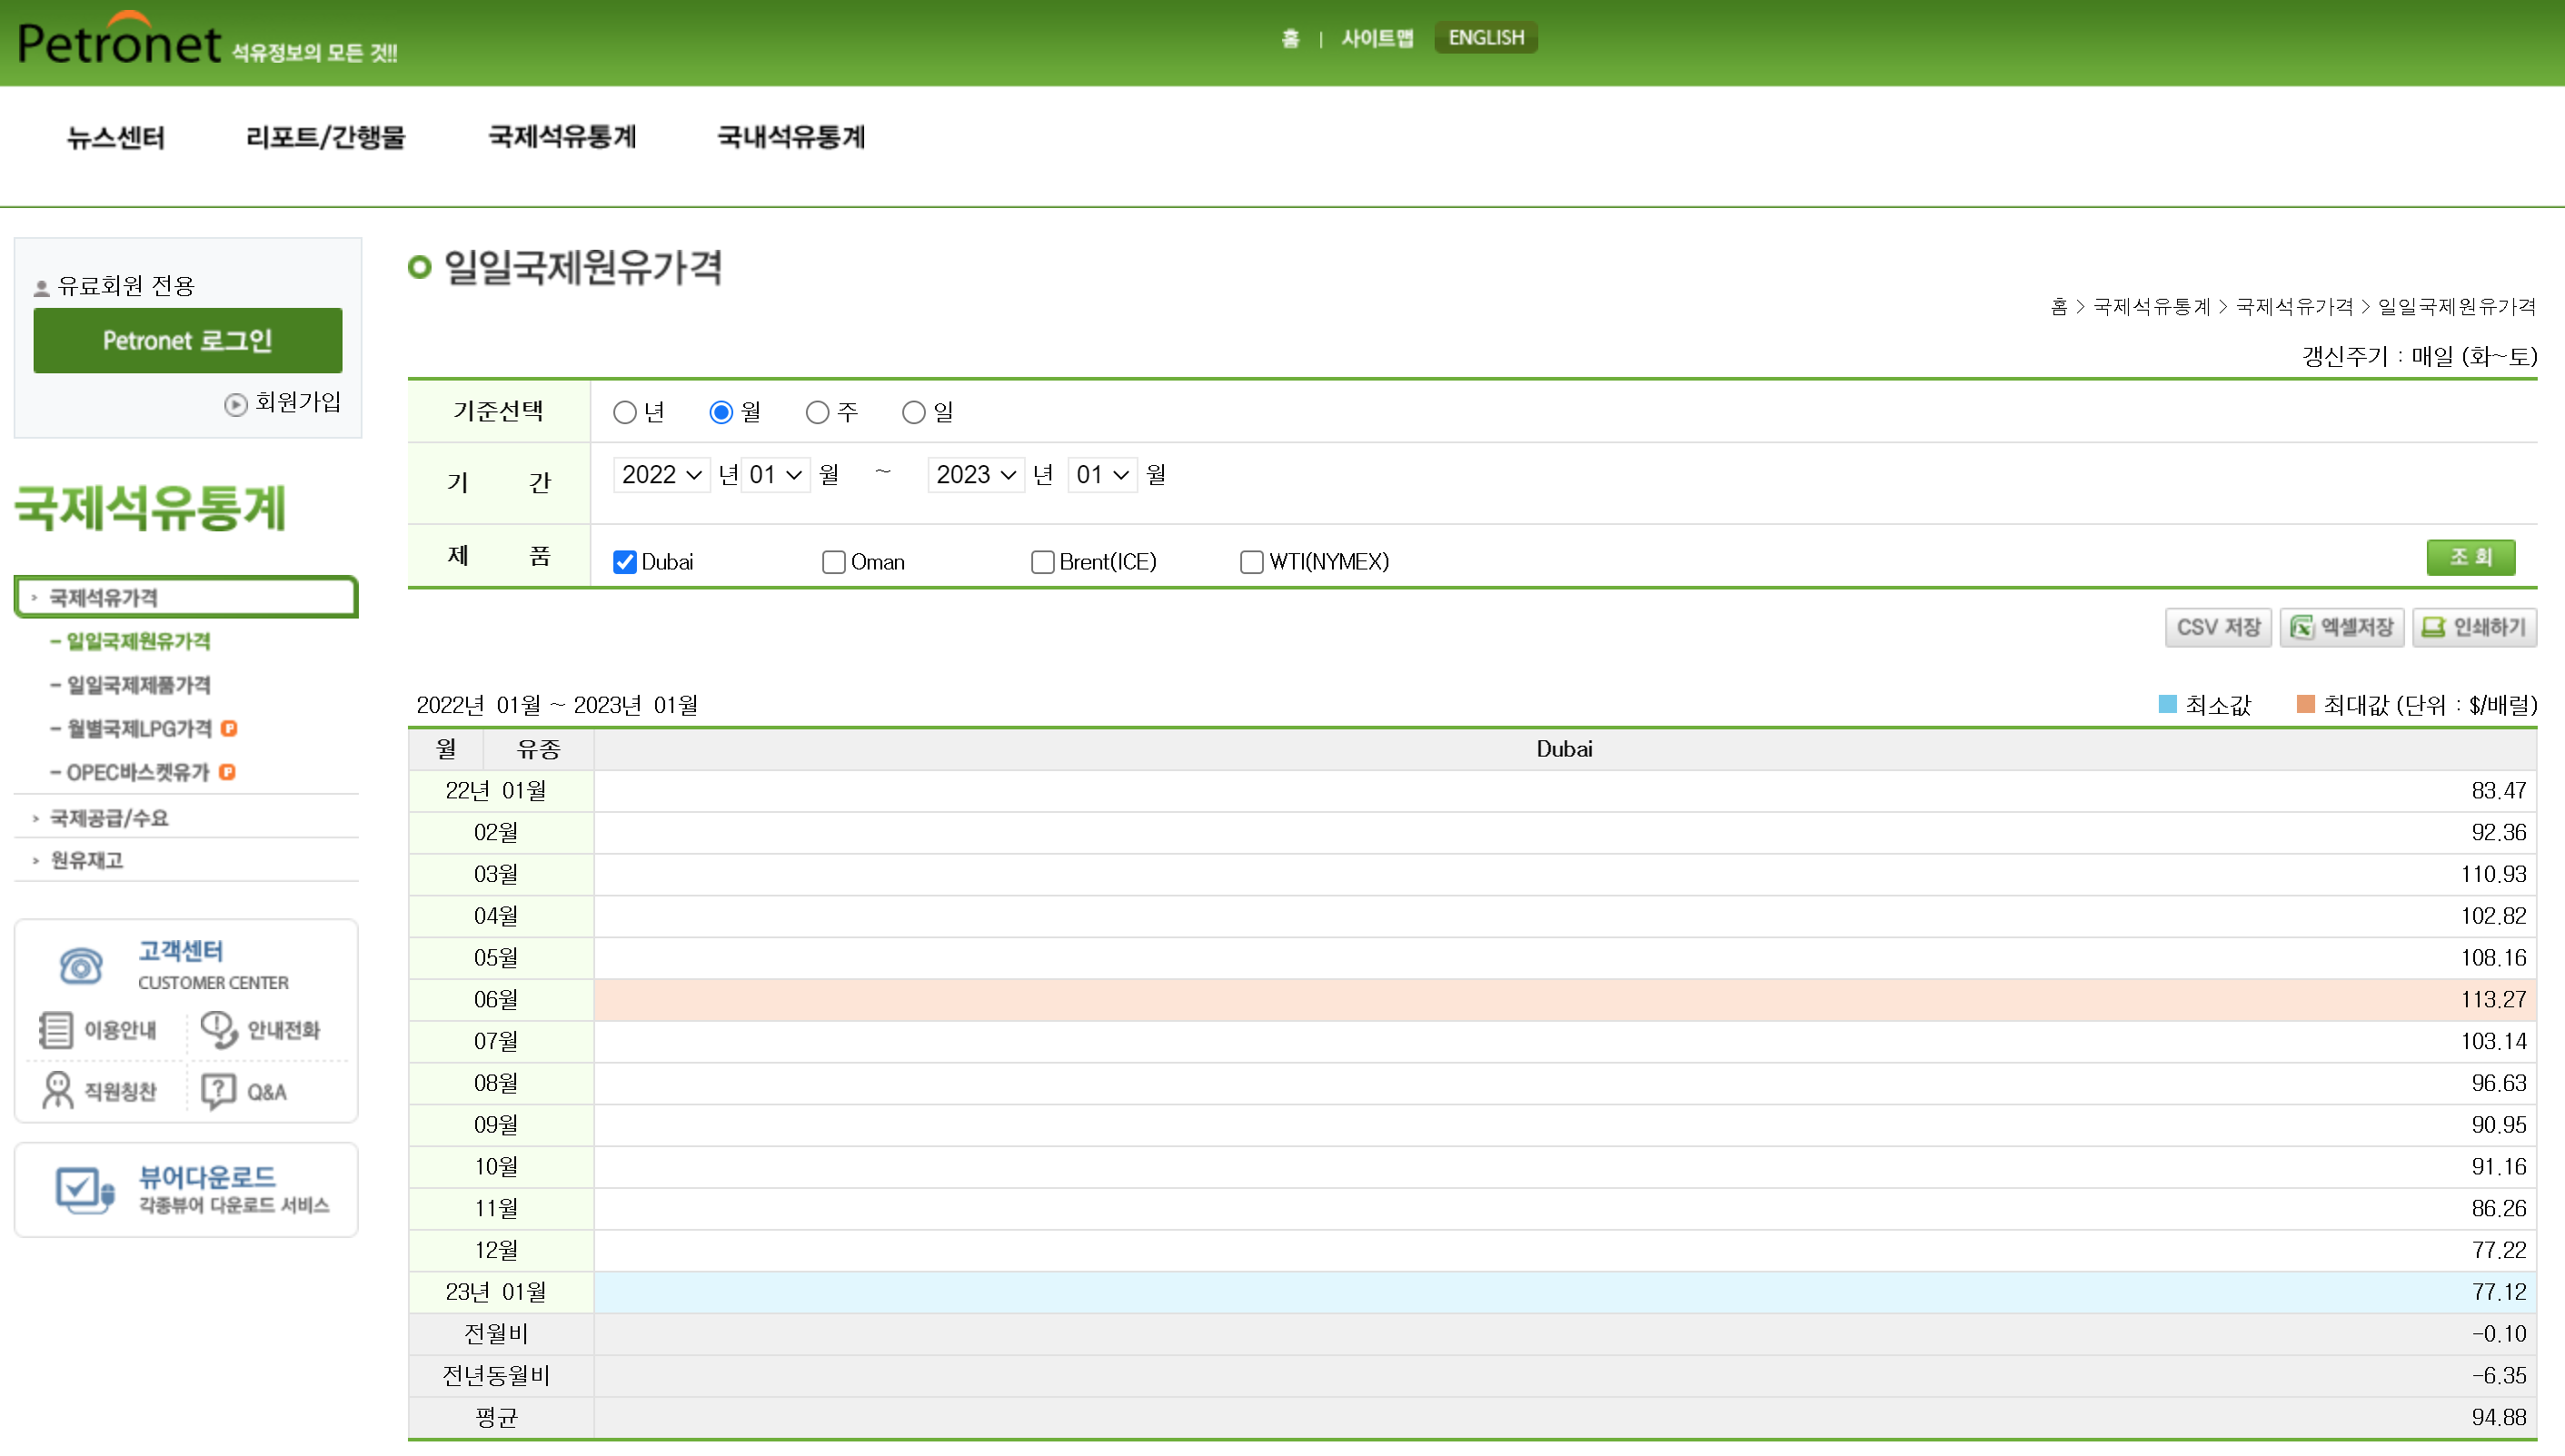 Petronet 석유정보의 모든 것!!
홈 | 사이트맵 ENGLISH
뉴스센터 리포트/간행물 국제석유통계 국내석유통계
유료회원 전용
Petronet 로그인
회원가입
국제석유통계
국제석유가격
- 일일국제원유가격
- 일일국제제품가격
- 월별국제LPG가격 P
- OPEC바스켓유가 P
국제공급/수요
원유재고
고객센터
CUSTOMER CENTER
이용안내 안내전화
직원칭찬 Q&A
뷰어다운로드
각종뷰어 다운로드 서비스
일일국제원유가격
홈 > 국제석유통계 > 국제석유가격 > 일일국제원유가격
갱신주기 : 매일 (화~토)
기준선택 년 월 주 일
기 간 2022 년 01 월 ~ 2023 년 01 월
제 품 Dubai Oman Brent(ICE) WTI(NYMEX) 조 회
CSV 저장 엑셀저장 인쇄하기
2022년 01월 ~ 2023년 01월 최소값 최대값 (단위 : $/배럴)
월 유종 Dubai
22년 01월 83.47
02월 92.36
03월 110.93
04월 102.82
05월 108.16
06월 113.27
07월 103.14
08월 96.63
09월 90.95
10월 91.16
11월 86.26
12월 77.22
23년 01월 77.12
전월비 -0.10
전년동월비 -6.35
평균 94.88